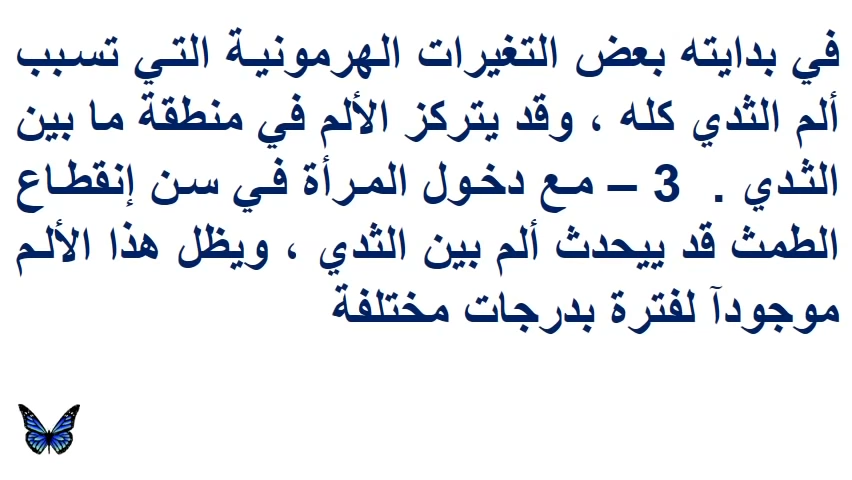 في بدايته بعض التغيرات الهرمونية التي تسبب
ألم الثدي كله ، وقد يتركز الألم في منطقة ما بين
الثدي . 3 – مع دخول المرأة في سن إنقطاع
الطمث قد ييحدث ألم بين الثدي ، ويظل هذا الألم
موجودآ لفترة بدرجات مختلفة